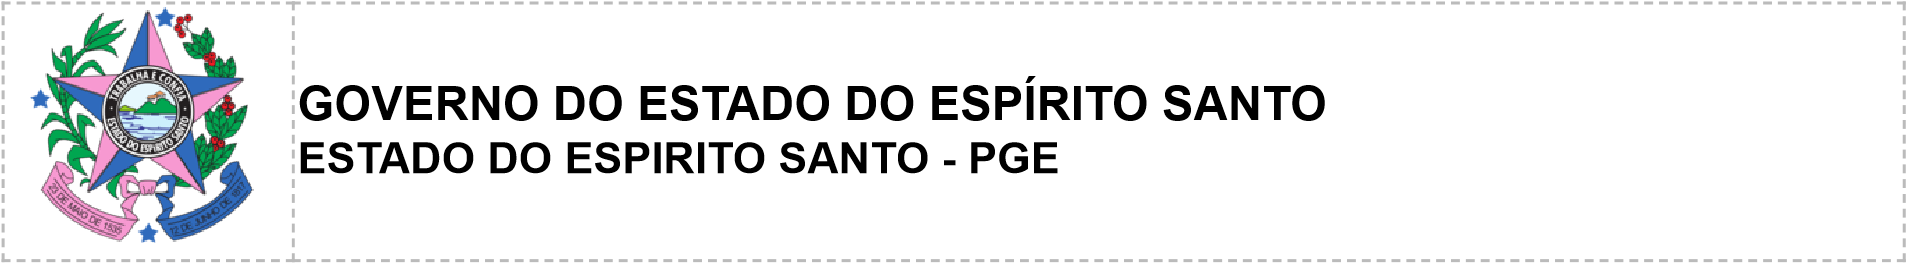 TRABALHA E CONFIA
ESTADO DO ESPIRITO SANTO
23 DE MAIO DE 1535
12 DE JUNHO DE 1817
GOVERNO DO ESTADO DO ESPÍRITO SANTO
ESTADO DO ESPIRITO SANTO - PGE